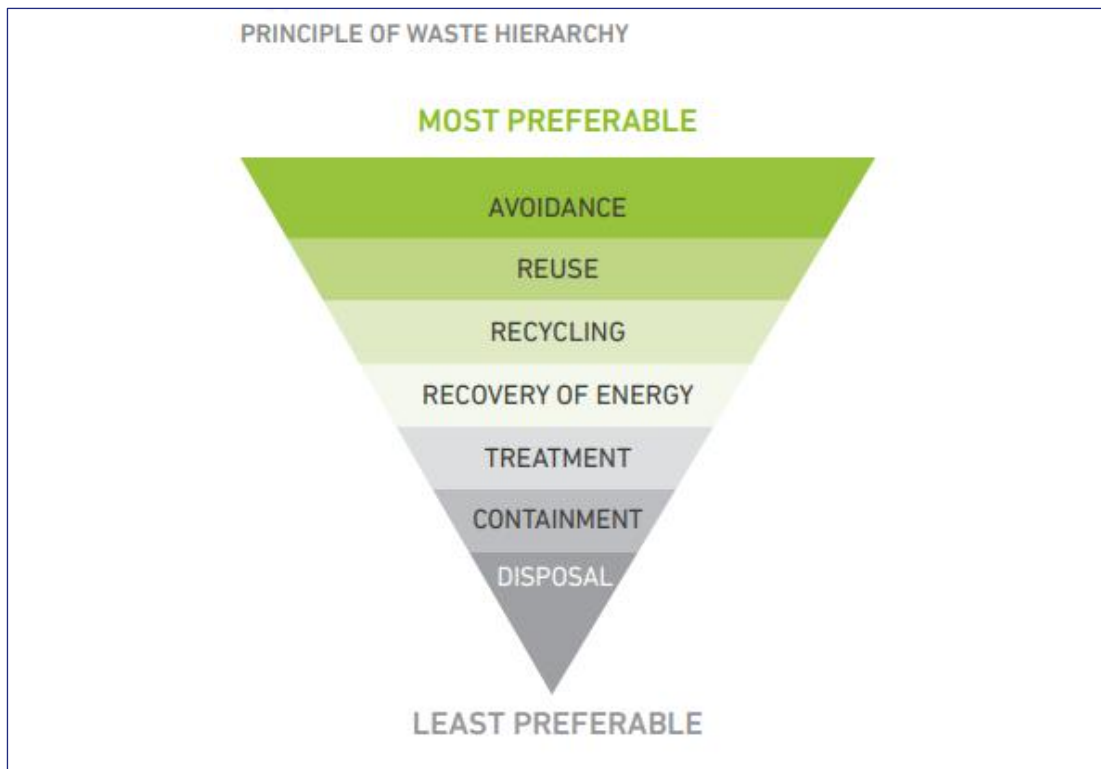 PRINCIPLE OF WASTE HIERARCHY
MOST PREFERABLE
AVOIDANCE
REUSE
RECYCLING
RECOVERY OF ENERGY
TREATMENT
CONTAINMENT
DISPOSAL
LEAST PREFERABLE